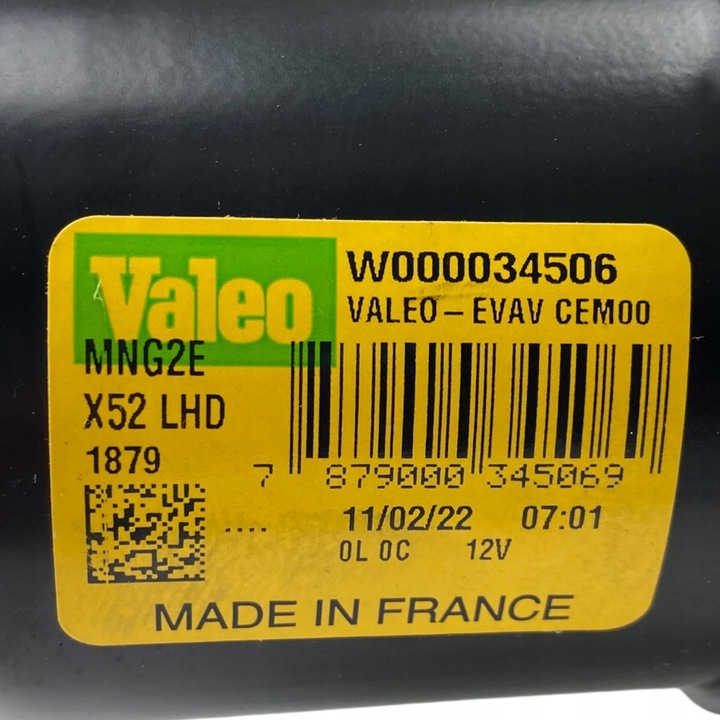 Valeo
W000034506
VALEO – EVAV CEM00
MNG2E
X52 LHD
1879
7 879000 345069
.... 11/02/22 07:01
0L 0C 12V
MADE IN FRANCE